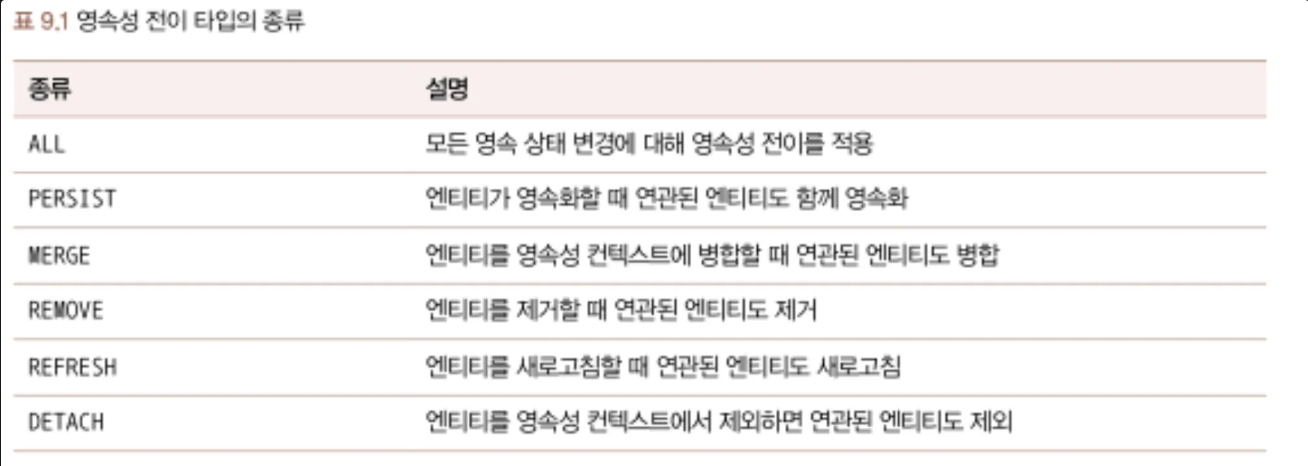 표 9.1 영속성 전이 타입의 종류
종류 설명
ALL 모든 영속 상태 변경에 대해 영속성 전이를 적용
PERSIST 엔티티가 영속화할 때 연관된 엔티티도 함께 영속화
MERGE 엔티티를 영속성 컨텍스트에 병합할 때 연관된 엔티티도 병합
REMOVE 엔티티를 제거할 때 연관된 엔티티도 제거
REFRESH 엔티티를 새로고침할 때 연관된 엔티티도 새로고침
DETACH 엔티티를 영속성 컨텍스트에서 제외하면 연관된 엔티티도 제외